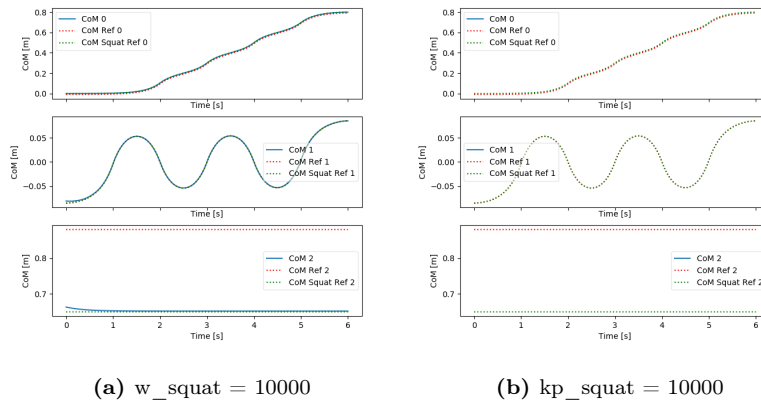 0.8
0.6
0.4
0.2
0.0
CoM [m]
CoM 0
CoM Ref 0
CoM Squat Ref 0
Time [s]
0.05
0.00
−0.05
CoM [m]
CoM 1
CoM Ref 1
CoM Squat Ref 1
Time [s]
0.8
0.7
CoM [m]
CoM 2
CoM Ref 2
CoM Squat Ref 2
0 1 2 3 4 5 6
Time [s]
(a) w_squat = 10000
0.8
0.6
0.4
0.2
0.0
CoM [m]
CoM 0
CoM Ref 0
CoM Squat Ref 0
Time [s]
0.05
0.00
−0.05
CoM [m]
CoM 1
CoM Ref 1
CoM Squat Ref 1
Time [s]
0.8
0.7
CoM [m]
CoM 2
CoM Ref 2
CoM Squat Ref 2
0 1 2 3 4 5 6
Time [s]
(b) kp_squat = 10000